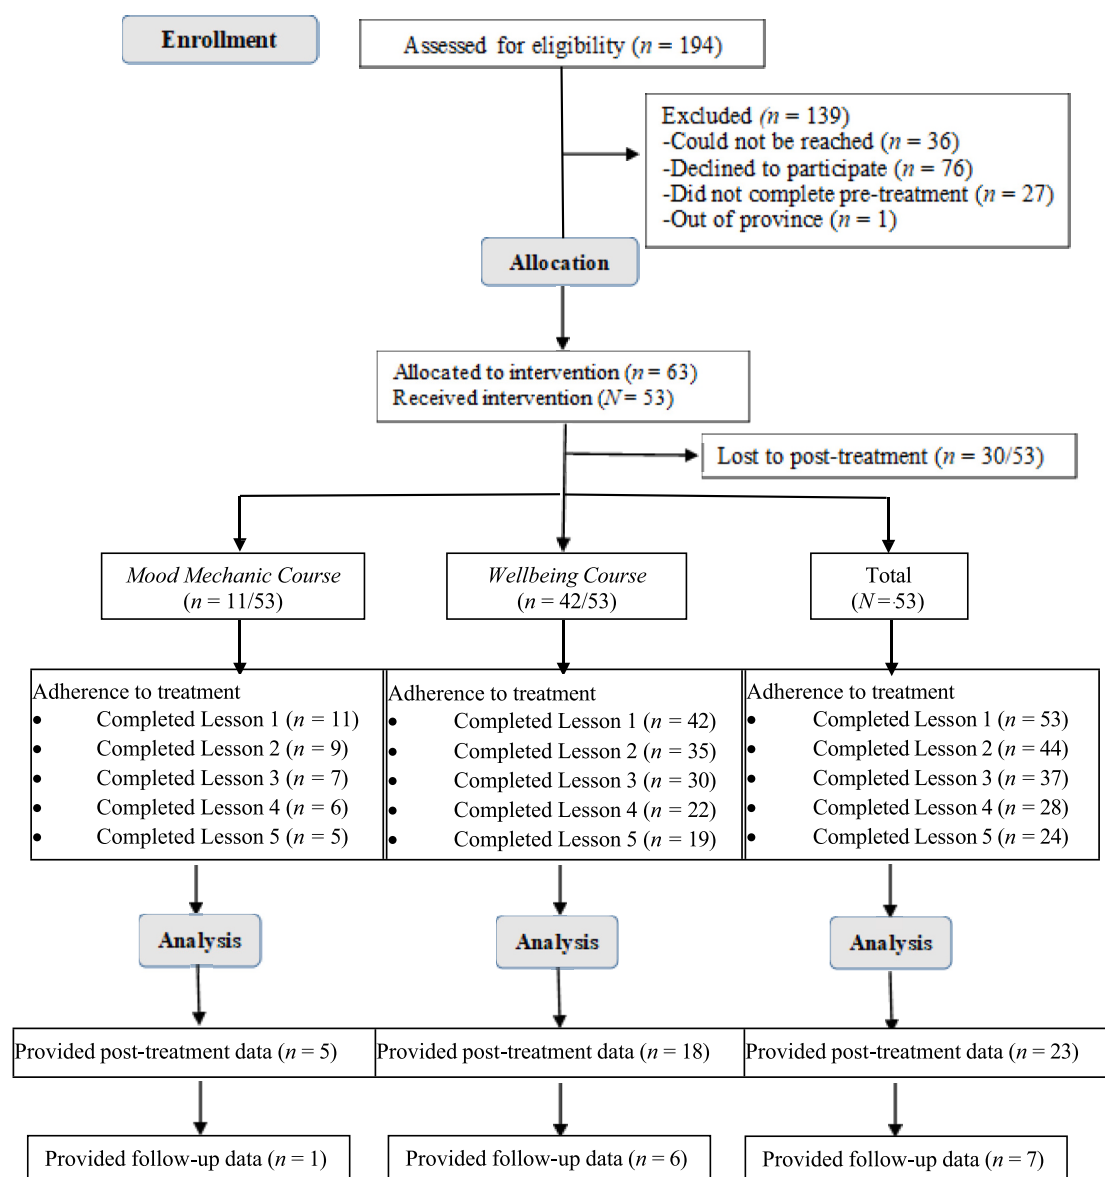 Enrollment
Assessed for eligibility (n = 194)
Excluded (n = 139)
-Could not be reached (n = 36)
-Declined to participate (n = 76)
-Did not complete pre-treatment (n = 27)
-Out of province (n = 1)
Allocation
Allocated to intervention (n = 63)
Received intervention (N = 53)
Lost to post-treatment (n = 30/53)
Mood Mechanic Course
(n = 11/53)
Wellbeing Course
(n = 42/53)
Total
(N = 53)
Adherence to treatment
• Completed Lesson 1 (n = 11)
• Completed Lesson 2 (n = 9)
• Completed Lesson 3 (n = 7)
• Completed Lesson 4 (n = 6)
• Completed Lesson 5 (n = 5)
Adherence to treatment
• Completed Lesson 1 (n = 42)
• Completed Lesson 2 (n = 35)
• Completed Lesson 3 (n = 30)
• Completed Lesson 4 (n = 22)
• Completed Lesson 5 (n = 19)
Adherence to treatment
• Completed Lesson 1 (n = 53)
• Completed Lesson 2 (n = 44)
• Completed Lesson 3 (n = 37)
• Completed Lesson 4 (n = 28)
• Completed Lesson 5 (n = 24)
Analysis
Analysis
Analysis
Provided post-treatment data (n = 5)
Provided post-treatment data (n = 18)
Provided post-treatment data (n = 23)
Provided follow-up data (n = 1)
Provided follow-up data (n = 6)
Provided follow-up data (n = 7)